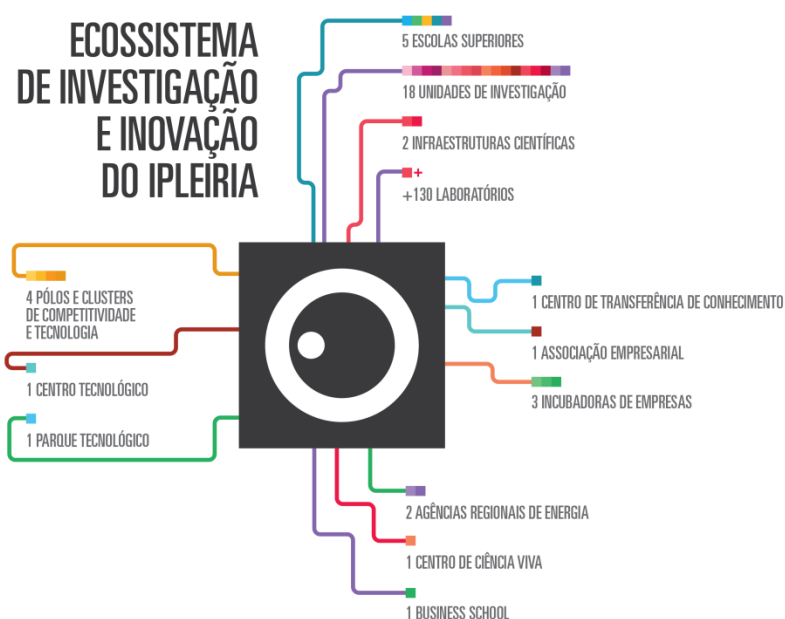 ECOSSISTEMA
DE INVESTIGAÇÃO
E INOVAÇÃO
DO IPLEIRIA
5 ESCOLAS SUPERIORES
18 UNIDADES DE INVESTIGAÇÃO
2 INFRAESTRUTURAS CIENTÍFICAS
+
+130 LABORATÓRIOS
4 PÓLOS E CLUSTERS
DE COMPETITIVIDADE
E TECNOLOGIA
1 CENTRO TECNOLÓGICO
1 PARQUE TECNOLÓGICO
1 CENTRO DE TRANSFERÊNCIA DE CONHECIMENTO
1 ASSOCIAÇÃO EMPRESARIAL
3 INCUBADORAS DE EMPRESAS
2 AGÊNCIAS REGIONAIS DE ENERGIA
1 CENTRO DE CIÊNCIA VIVA
1 BUSINESS SCHOOL